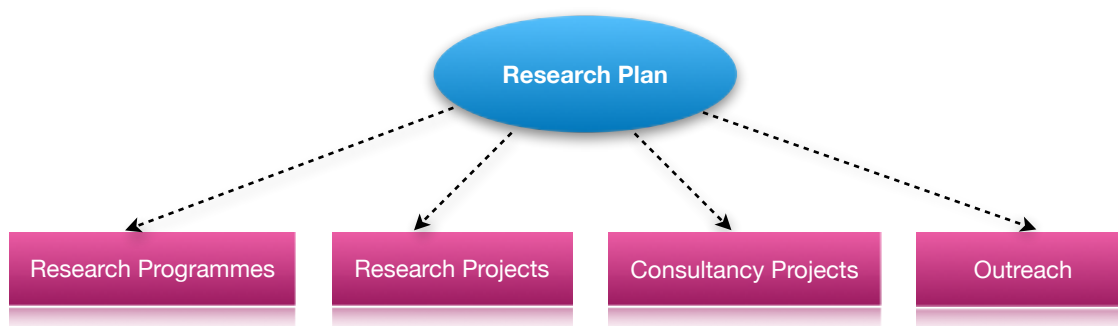 Research Plan
Research Programmes
Research Projects
Consultancy Projects
Outreach